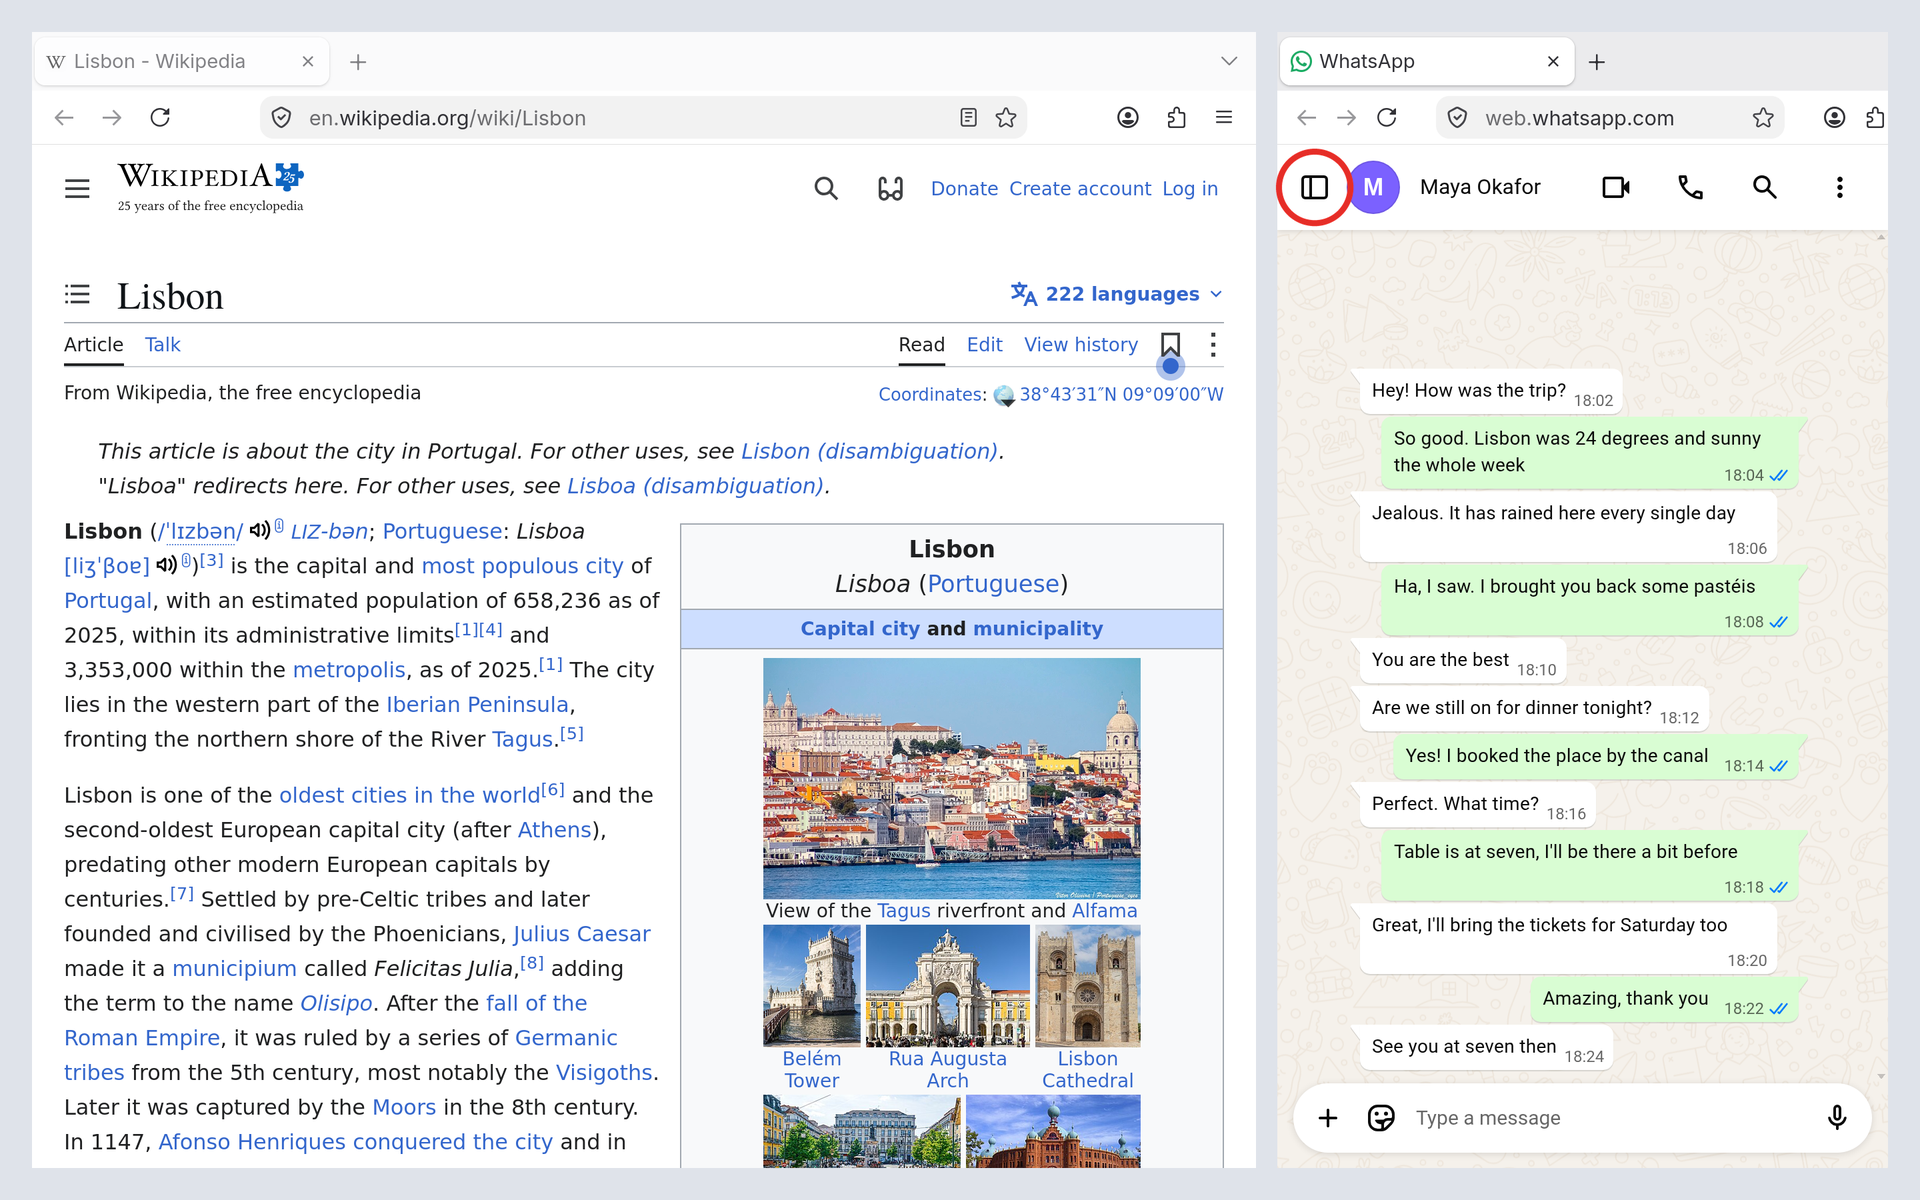 Lisbon - Wikipedia
en.wikipedia.org/wiki/Lisbon
WIKIPEDIA
25
25 years of the free encyclopedia
Donate Create account Log in
Lisbon
222 languages
Article Talk Read Edit View history
From Wikipedia, the free encyclopedia
Coordinates: 38°43′31″N 09°09′00″W
This article is about the city in Portugal. For other uses, see Lisbon (disambiguation).
"Lisboa" redirects here. For other uses, see Lisboa (disambiguation).
Lisbon (/ˈlɪzbən/ ⓘ LIZ-bən; Portuguese: Lisboa
[liʒˈβoɐ] ⓘ)[3] is the capital and most populous city of
Portugal, with an estimated population of 658,236 as of
2025, within its administrative limits[1][4] and
3,353,000 within the metropolis, as of 2025.[1] The city
lies in the western part of the Iberian Peninsula,
fronting the northern shore of the River Tagus.[5]
Lisbon is one of the oldest cities in the world[6] and the
second-oldest European capital city (after Athens),
predating other modern European capitals by
centuries.[7] Settled by pre-Celtic tribes and later
founded and civilised by the Phoenicians, Julius Caesar
made it a municipium called Felicitas Julia,[8] adding
the term to the name Olisipo. After the fall of the
Roman Empire, it was ruled by a series of Germanic
tribes from the 5th century, most notably the Visigoths.
Later it was captured by the Moors in the 8th century.
In 1147, Afonso Henriques conquered the city and in
Lisbon
Lisboa (Portuguese)
Capital city and municipality
View of the Tagus riverfront and Alfama
Belém
Tower
Rua Augusta
Arch
Lisbon
Cathedral
WhatsApp
web.whatsapp.com
M
Maya Okafor
Hey! How was the trip? 18:02
So good. Lisbon was 24 degrees and sunny
the whole week 18:04
Jealous. It has rained here every single day
18:06
Ha, I saw. I brought you back some pastéis
18:08
You are the best 18:10
Are we still on for dinner tonight? 18:12
Yes! I booked the place by the canal 18:14
Perfect. What time? 18:16
Table is at seven, I'll be there a bit before
18:18
Great, I'll bring the tickets for Saturday too
18:20
Amazing, thank you 18:22
See you at seven then 18:24
Type a message